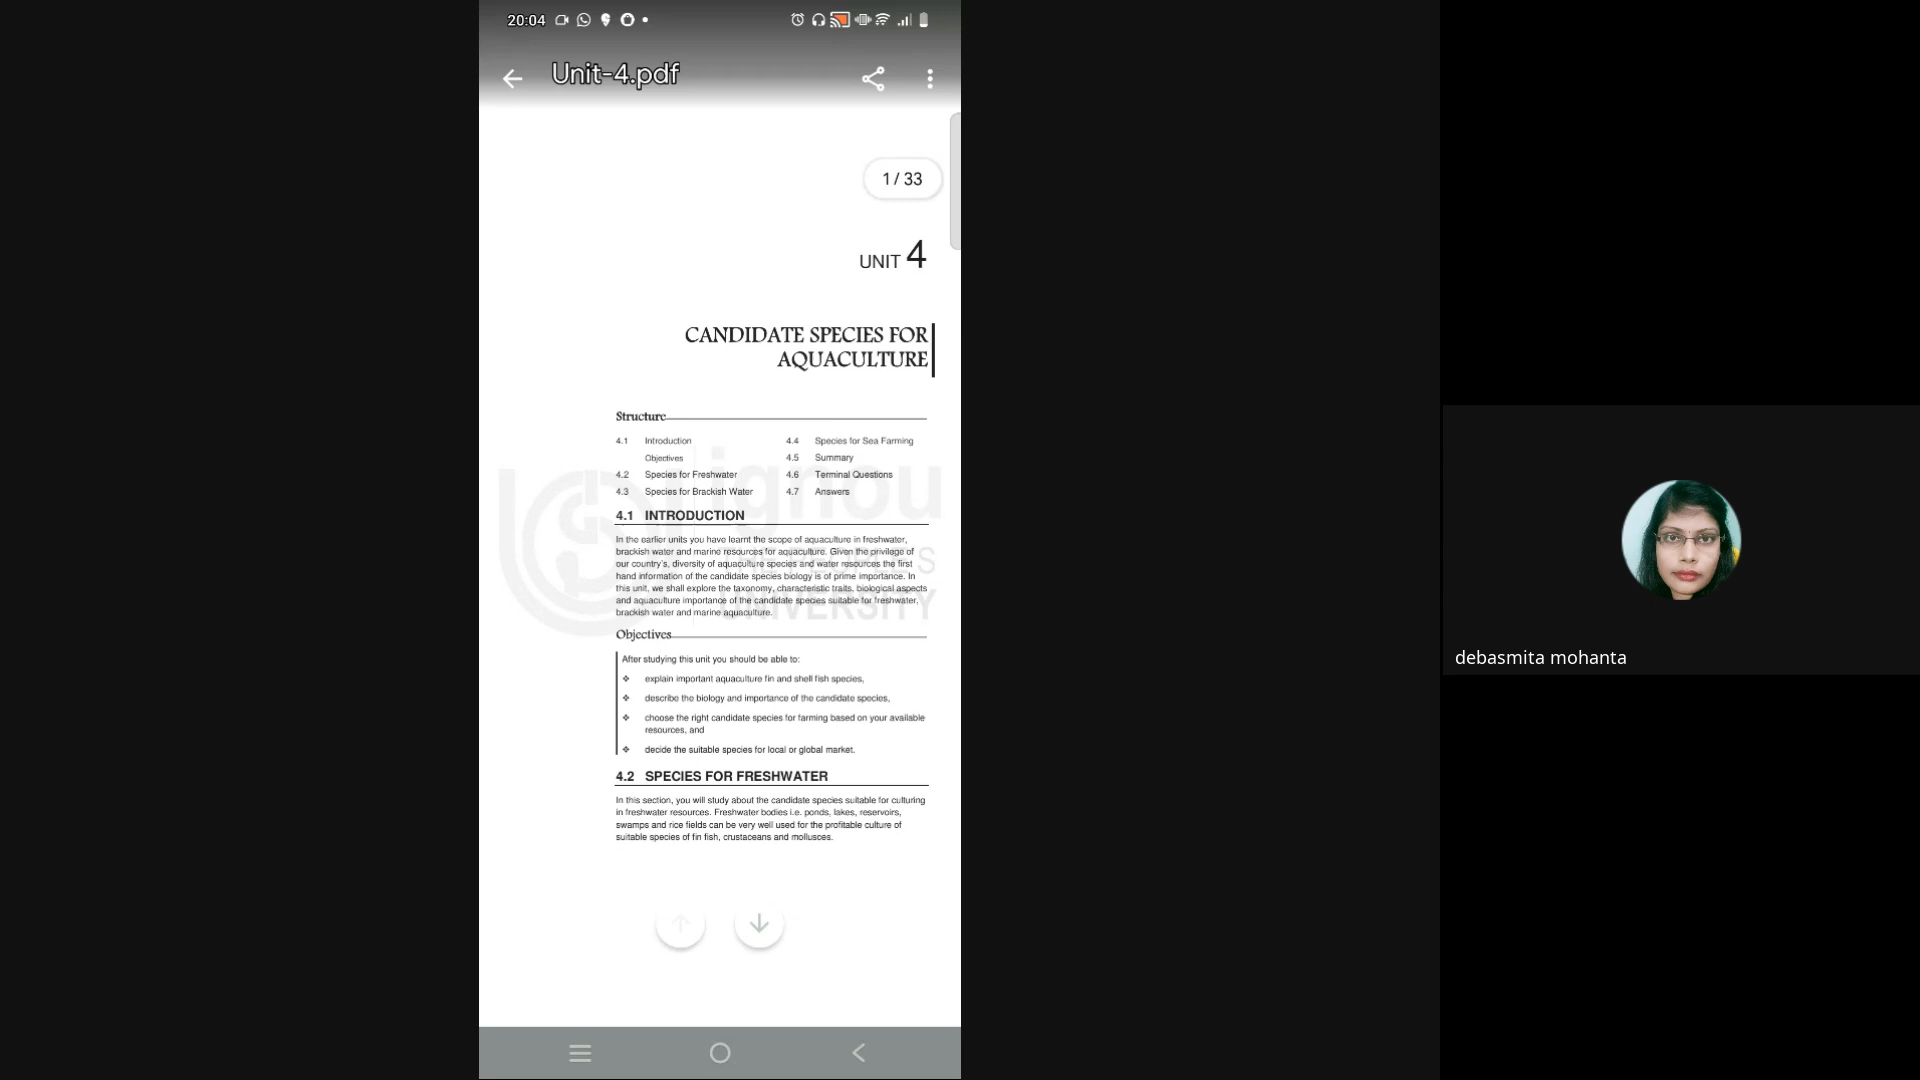 20:04
Unit-4.pdf
1 / 33
UNIT 4
CANDIDATE SPECIES FOR
AQUACULTURE
Structure
4.1 Introduction
Objectives
4.2 Species for Freshwater
4.3 Species for Brackish Water
4.4 Species for Sea Farming
4.5 Summary
4.6 Terminal Questions
4.7 Answers
ignou
THE PEOPLE'S
UNIVERSITY
4.1 INTRODUCTION
In the earlier units you have learnt the scope of aquaculture in freshwater,
brackish water and marine resources for aquaculture. Given the privilege of
our country's, diversity of aquaculture species and water resources the first
hand information of the candidate species biology is of prime importance. In
this unit, we shall explore the taxonomy, characteristic traits, biological aspects
and aquaculture importance of the candidate species suitable for freshwater,
brackish water and marine aquaculture.
Objectives
After studying this unit you should be able to:
❖ explain important aquaculture fin and shell fish species,
❖ describe the biology and importance of the candidate species,
❖ choose the right candidate species for farming based on your available
resources, and
❖ decide the suitable species for local or global market.
4.2 SPECIES FOR FRESHWATER
In this section, you will study about the candidate species suitable for culturing
in freshwater resources. Freshwater bodies i.e. ponds, lakes, reservoirs,
swamps and rice fields can be very well used for the profitable culture of
suitable species of fin fish, crustaceans and molluscs.
debasmita mohanta